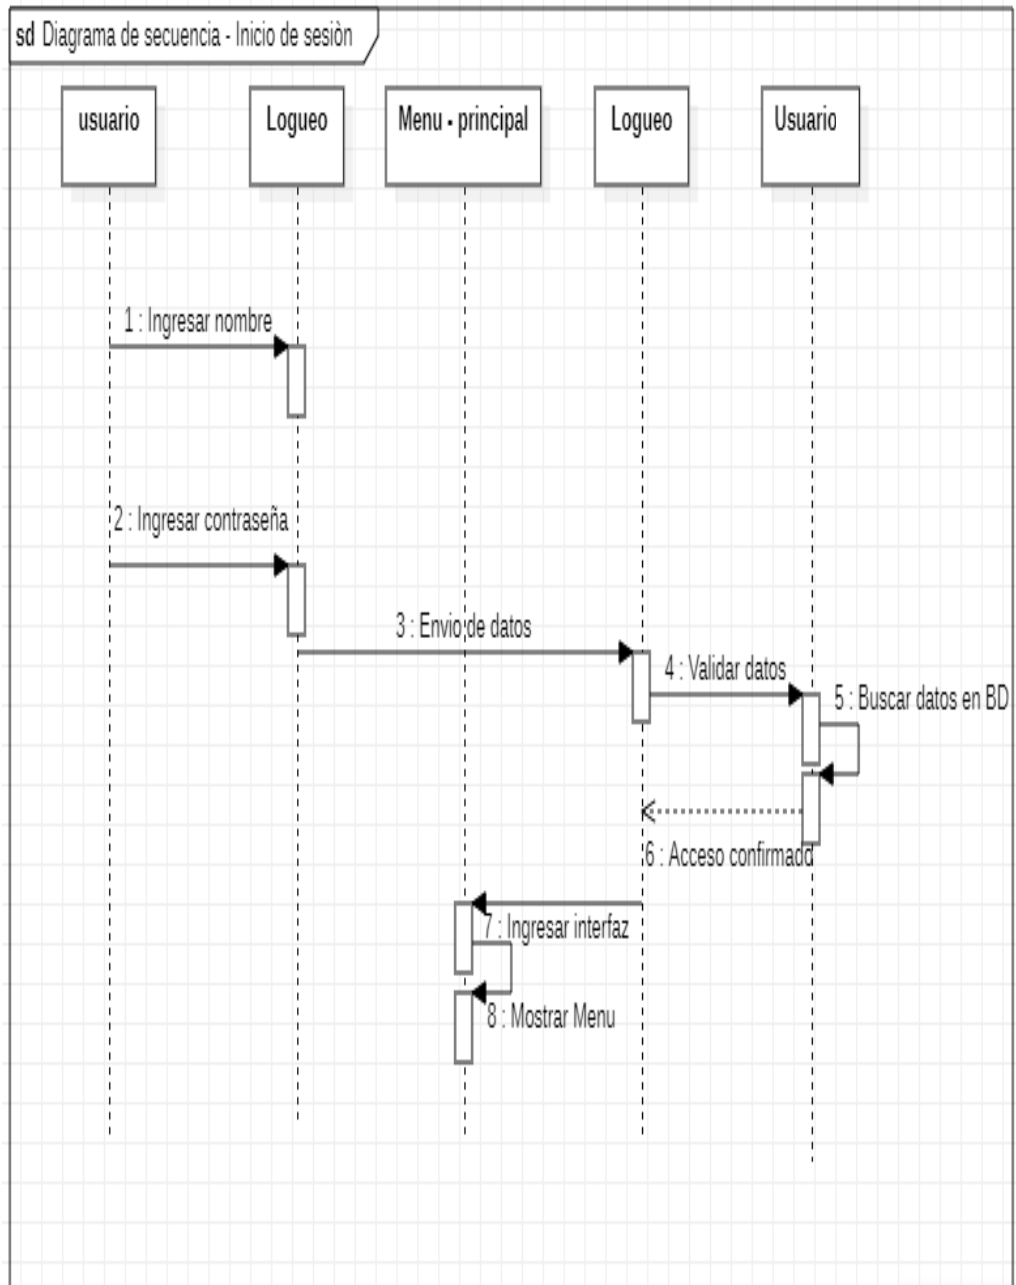 sd Diagrama de secuencia - Inicio de sesiòn
usuario
Logueo
Menu - principal
Logueo
Usuario
1 : Ingresar nombre
2 : Ingresar contraseña
3 : Envio de datos
4 : Validar datos
5 : Buscar datos en BD
6 : Acceso confirmado
7 : Ingresar interfaz
8 : Mostrar Menu